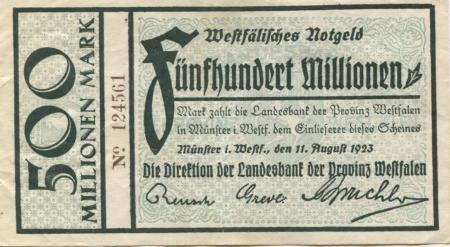 500
MILLIONEN MARK
No 124561
Westfälisches Notgeld
Fünfhundert Millionen
Mark zahlt die Landesbank der Provinz Westfalen
in Münster i. Westf. dem Einlieferer dieses Scheines
Münster i. Westf., den 11. August 1923
Die Direktion der Landesbank der Provinz Westfalen
Reusch